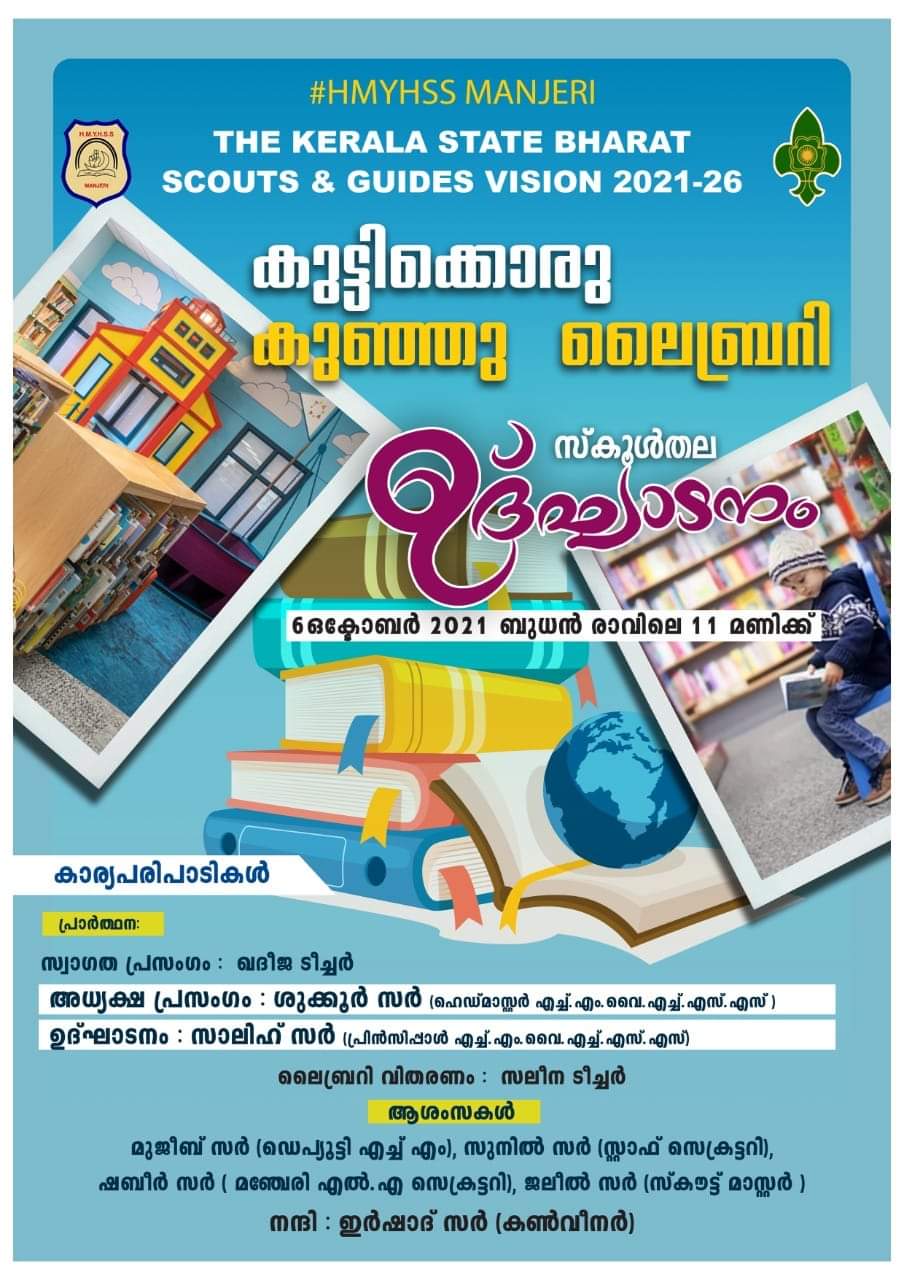 #HMYHSS MANJERI
H.M.Y.H.S.S
MANJERI
THE KERALA STATE BHARAT
SCOUTS & GUIDES VISION 2021-26
കുട്ടിക്കൊരു
കുഞ്ഞു ലൈബ്രറി
സ്കൂൾതല
ഉദ്ഘാടനം
6ഒക്ടോബർ 2021 ബുധൻ രാവിലെ 11 മണിക്ക്
കാര്യപരിപാടികൾ
പ്രാർത്ഥന:
സ്വാഗത പ്രസംഗം : ഖദീജ ടീച്ചർ
അധ്യക്ഷ പ്രസംഗം : ശുക്കൂർ സർ (ഹെഡ്മാസ്റ്റർ എച്ച്.എം.വൈ.എച്ച്.എസ്.എസ് )
ഉദ്ഘാടനം : സാലിഹ് സർ (പ്രിൻസിപ്പാൾ എച്ച്.എം.വൈ.എച്ച്.എസ്.എസ്)
ലൈബ്രറി വിതരണം : സലീന ടീച്ചർ
ആശംസകൾ
മുജീബ് സർ (ഡെപ്യൂട്ടി എച്ച് എം), സുനിൽ സർ (സ്റ്റാഫ് സെക്രട്ടറി),
ഷബീർ സർ ( മഞ്ചേരി എൽ.എ സെക്രട്ടറി), ജലീൽ സർ (സ്കൗട്ട് മാസ്റ്റർ )
നന്ദി : ഇർഷാദ് സർ (കൺവീനർ)